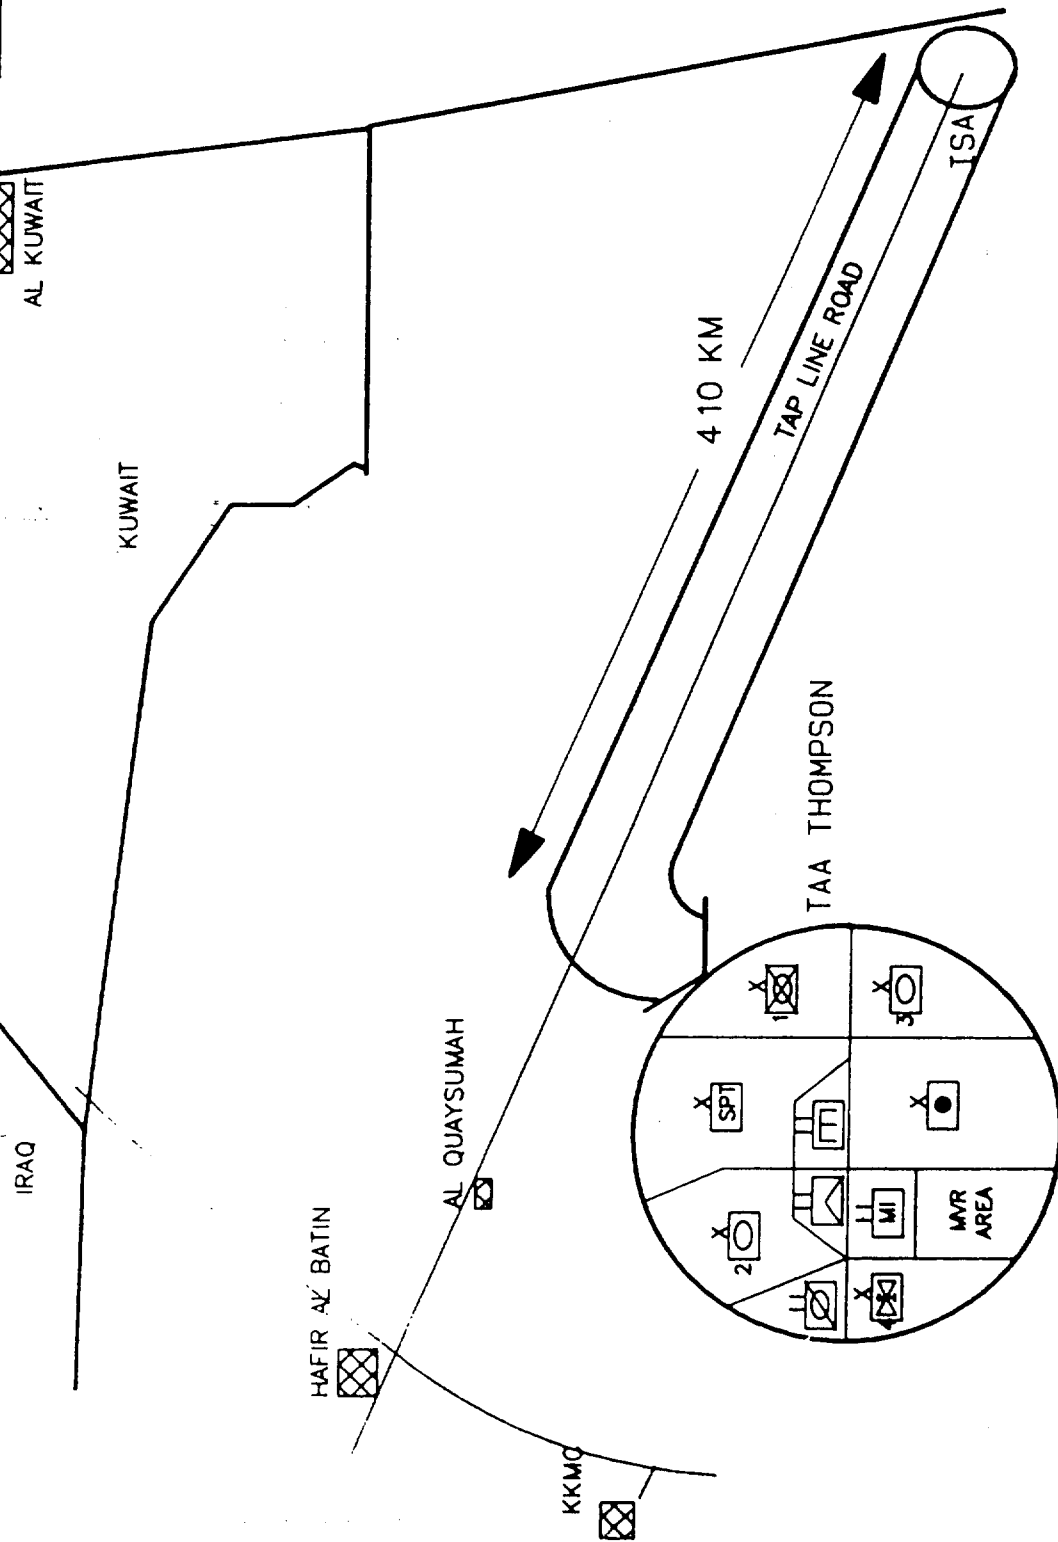 IRAQ
AL KUWAIT
KUWAIT
HAFIR AL BATIN
AL QUAYSUMAH
KKMC
410 KM
TAP LINE ROAD
TAA THOMPSON
ISA
SPT
2
1
MI
4
3
MVR
AREA